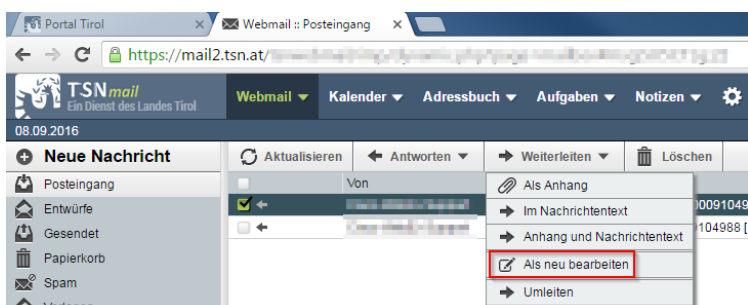 Portal Tirol
Webmail :: Posteingang
https://mail2.tsn.at/
TSNmail
Ein Dienst des Landes Tirol
Webmail Kalender Adressbuch Aufgaben Notizen
08.09.2016
Neue Nachricht Aktualisieren Antworten Weiterleiten Löschen
Posteingang
Von
Als Anhang
Entwürfe
Im Nachrichtentext
Gesendet
Anhang und Nachrichtentext
104988 [
Papierkorb
Als neu bearbeiten
Spam
Umleiten